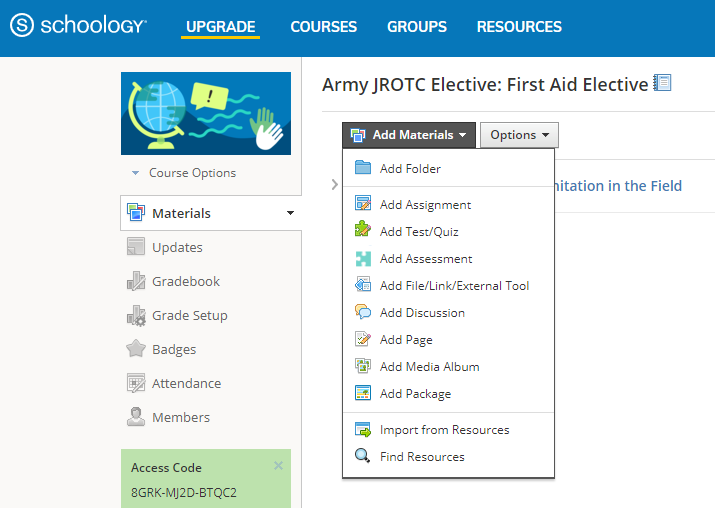 schoology
UPGRADE COURSES GROUPS RESOURCES
Army JROTC Elective: First Aid Elective
Course Options
Materials
Updates
Gradebook
Grade Setup
Badges
Attendance
Members
Access Code
8GRK-MJ2D-BTQC2
Add Materials Options
Add Folder
in the Field
Add Assignment
Add Test/Quiz
Add Assessment
Add File/Link/External Tool
Add Discussion
Add Page
Add Media Album
Add Package
Import from Resources
Find Resources